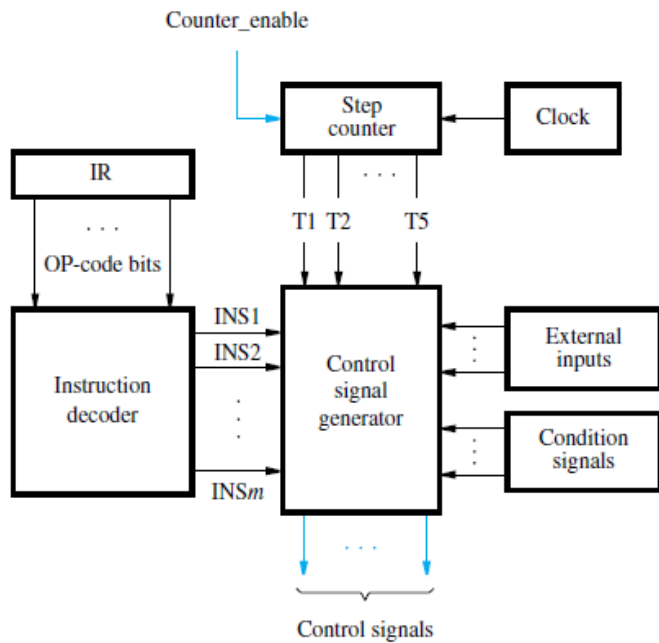 Counter_enable
Step
counter
Clock
IR
. . .
. . .
T1 T2 T5
OP-code bits
INS1
INS2
Instruction
decoder
INSm
Control
signal
generator
External
inputs
Condition
signals
. . .
Control signals